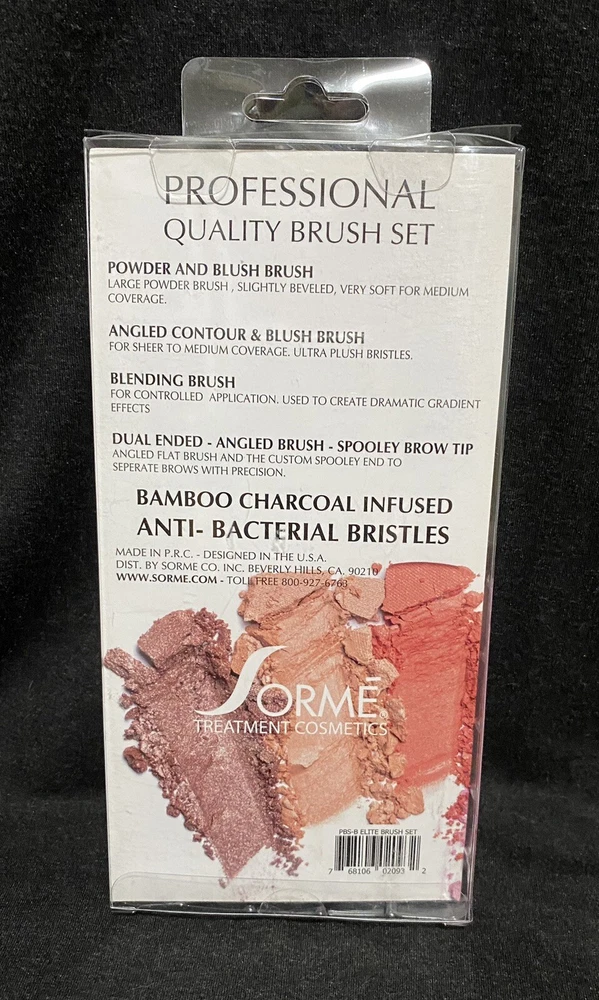 PROFESSIONAL
QUALITY BRUSH SET
POWDER AND BLUSH BRUSH
LARGE POWDER BRUSH , SLIGHTLY BEVELED, VERY SOFT FOR MEDIUM
COVERAGE.
ANGLED CONTOUR & BLUSH BRUSH
FOR SHEER TO MEDIUM COVERAGE. ULTRA PLUSH BRISTLES.
BLENDING BRUSH
FOR CONTROLLED APPLICATION. USED TO CREATE DRAMATIC GRADIENT
EFFECTS
DUAL ENDED - ANGLED BRUSH - SPOOLEY BROW TIP
ANGLED FLAT BRUSH AND THE CUSTOM SPOOLEY END TO
SEPERATE BROWS WITH PRECISION.
BAMBOO CHARCOAL INFUSED
ANTI- BACTERIAL BRISTLES
MADE IN P.R.C. - DESIGNED IN THE U.S.A.
DIST. BY SORME CO. INC. BEVERLY HILLS, CA. 90210
WWW.SORME.COM - TOLL FREE 800-927-6768
SORMĒ
TREATMENT COSMETICS
PBS-B ELITE BRUSH SET
7 68106 02093 2